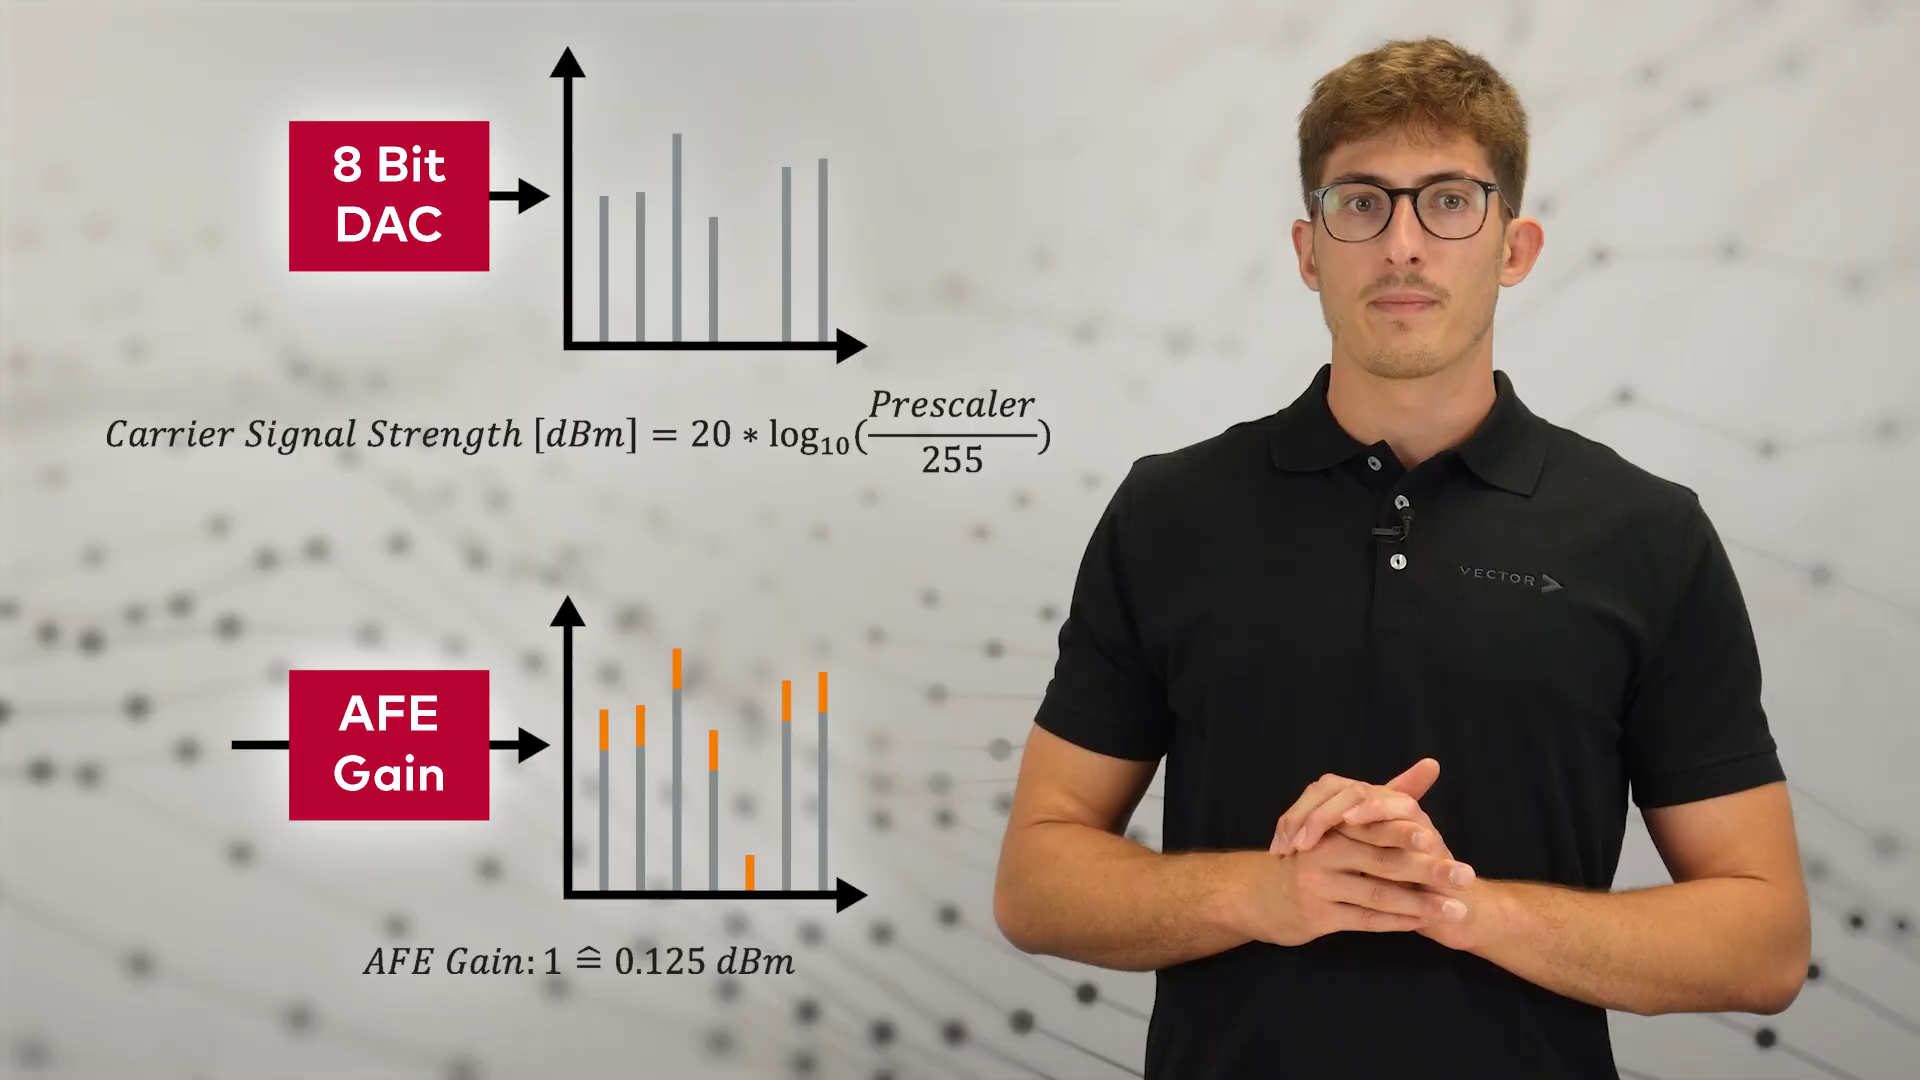 8 Bit
DAC
Carrier Signal Strength [dBm] = 20 * log₁₀(Prescaler/255)
AFE
Gain
AFE Gain: 1 ≙ 0.125 dBm
VECTOR